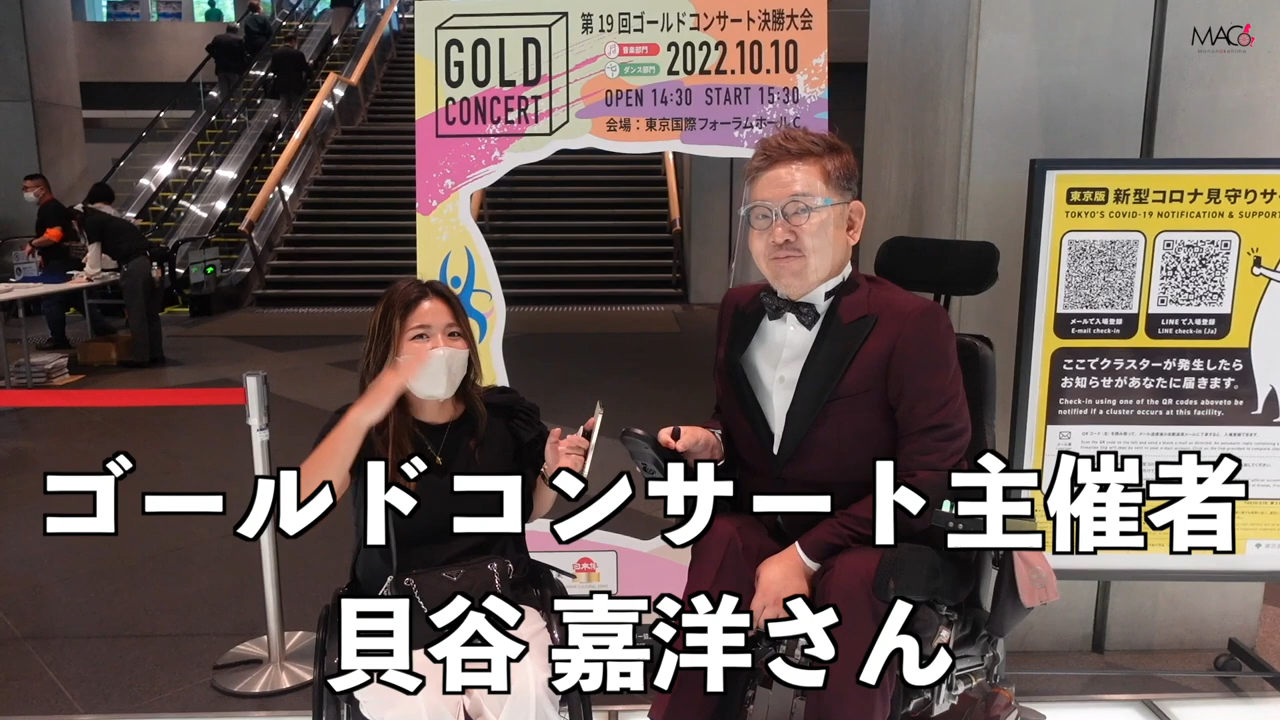 MACo
GOLD
CONCERT
第19回ゴールドコンサート決勝大会
音楽部門
ダンス部門
2022.10.10
OPEN 14:30 START 15:30
会場：東京国際フォーラムホールC
東京版 新型コロナ見守りサ
TOKYO'S COVID-19 NOTIFICATION & SUPPORT
メールで入場登録
E-mail check-in
LINEで入場登録
LINE check-in (Ja)
ここでクラスターが発生したら
お知らせがあなたに届きます。
Check-in using one of the QR codes aboveto be
notified if a cluster occurs at this facility.
ゴールドコンサート主催者
貝谷 嘉洋さん